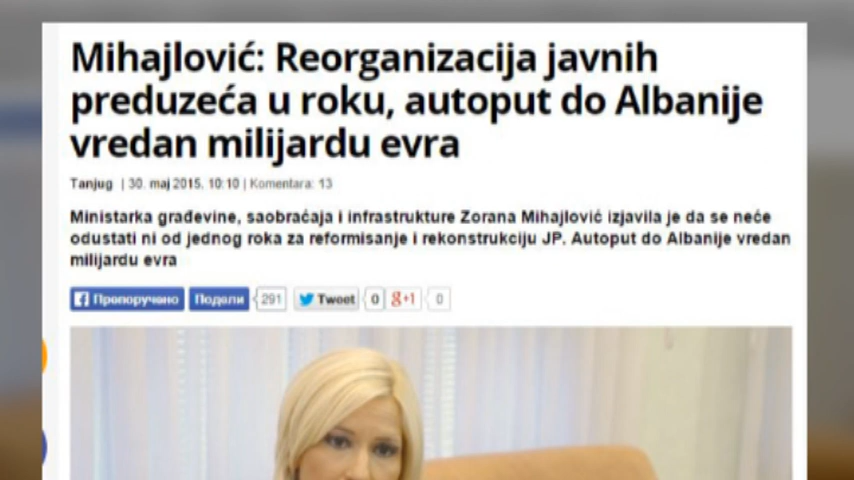 Mihajlović: Reorganizacija javnih
preduzeća u roku, autoput do Albanije
vredan milijardu evra
Tanjug | 30. maj 2015. 10:10 | Komentara: 13
Ministarka građevine, saobraćaja i infrastrukture Zorana Mihajlović izjavila je da se neće
odustati ni od jednog roka za reformisanje i rekonstrukciju JP. Autoput do Albanije vredan
milijardu evra
Препоручено Подели 291 Tweet 0 g+1 0